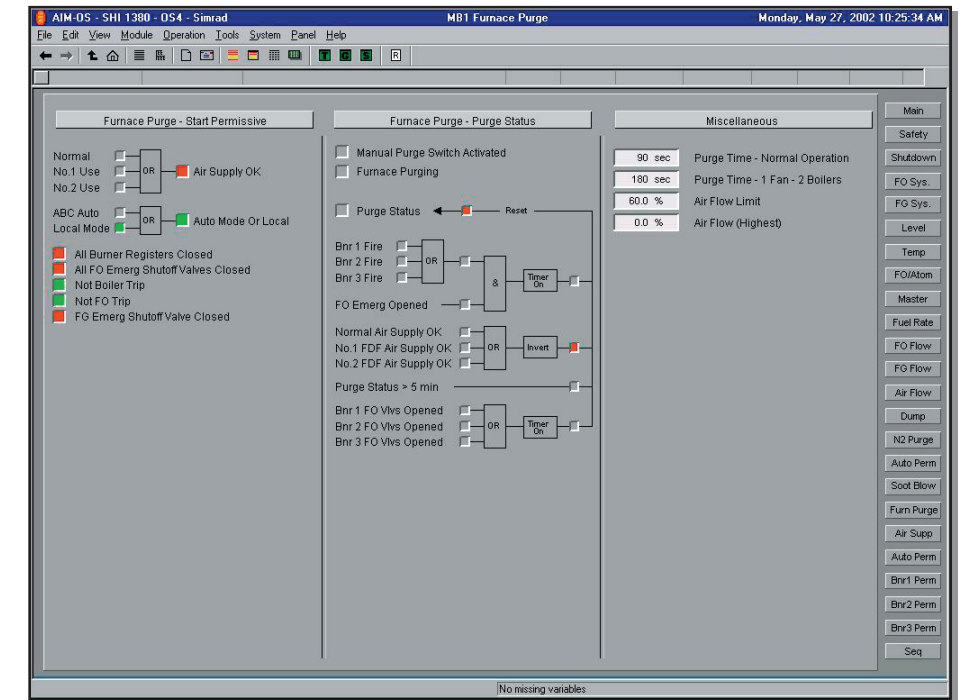 AIM-OS - SHI 1380 - OS4 - Simrad MB1 Furnace Purge Monday, May 27, 2002 10:25:34 AM
File Edit View Module Operation Tools System Panel Help
T G S R
Furnace Purge - Start Permissive
Normal
No.1 Use OR Air Supply OK
No.2 Use
ABC Auto
Local Mode OR Auto Mode Or Local
All Burner Registers Closed
All FO Emerg Shutoff Valves Closed
Not Boiler Trip
Not FO Trip
FG Emerg Shutoff Valve Closed
Furnace Purge - Purge Status
Manual Purge Switch Activated
Furnace Purging
Purge Status Reset
Bnr 1 Fire
Bnr 2 Fire OR
Bnr 3 Fire
& Timer On
FO Emerg Opened
Normal Air Supply OK
No.1 FDF Air Supply OK OR Invert
No.2 FDF Air Supply OK
Purge Status > 5 min
Bnr 1 FO Vlvs Opened
Bnr 2 FO Vlvs Opened OR Timer On
Bnr 3 FO Vlvs Opened
Miscellaneous
90 sec Purge Time - Normal Operation
180 sec Purge Time - 1 Fan - 2 Boilers
60.0 % Air Flow Limit
0.0 % Air Flow (Highest)
Main
Safety
Shutdown
FO Sys.
FG Sys.
Level
Temp
FO/Atom
Master
Fuel Rate
FO Flow
FG Flow
Air Flow
Dump
N2 Purge
Auto Perm
Soot Blow
Furn Purge
Air Supp
Auto Perm
Bnr1 Perm
Bnr2 Perm
Bnr3 Perm
Seq
No missing variables